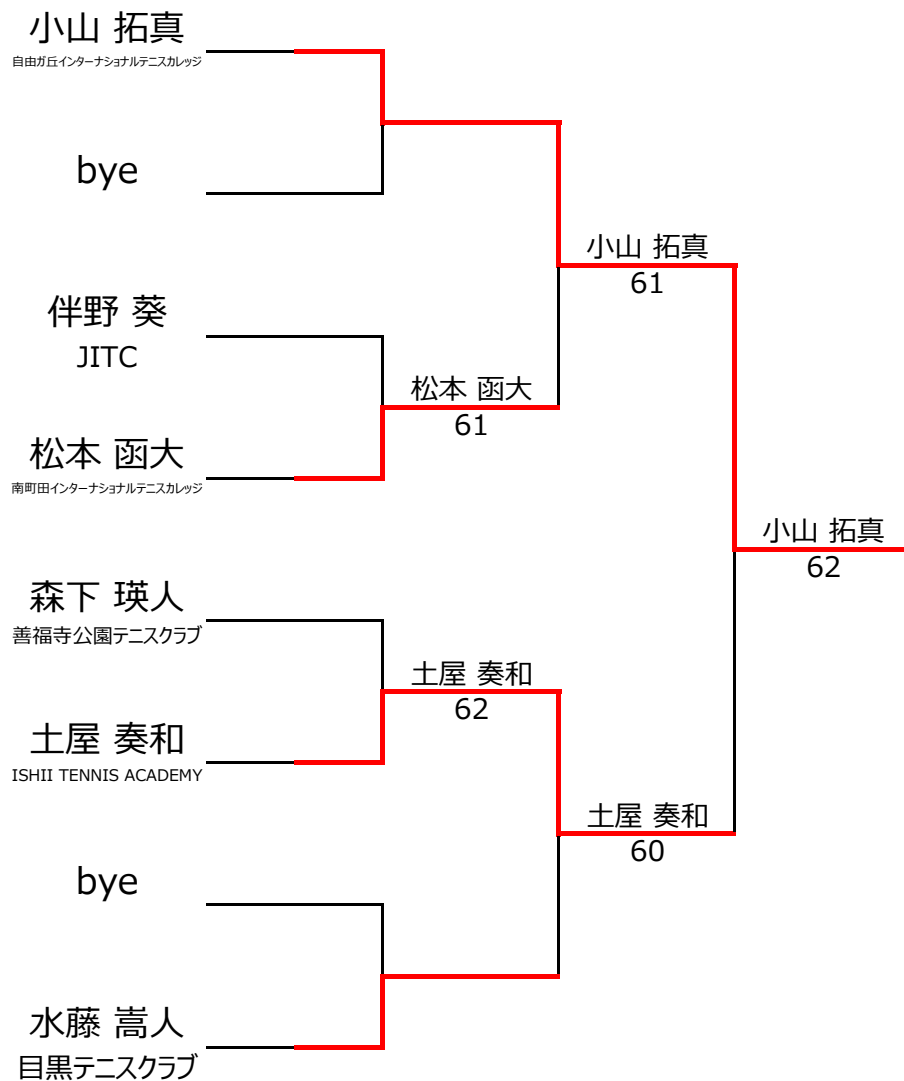 小山 拓真
自由ガ丘インターナショナルテニスカレッジ
bye
伴野 葵
JITC
松本 函大
南町田インターナショナルテニスカレッジ
森下 瑛人
善福寺公園テニスクラブ
土屋 奏和
ISHII TENNIS ACADEMY
bye
水藤 嵩人
目黒テニスクラブ
松本 函大
61
土屋 奏和
62
小山 拓真
61
土屋 奏和
60
小山 拓真
62